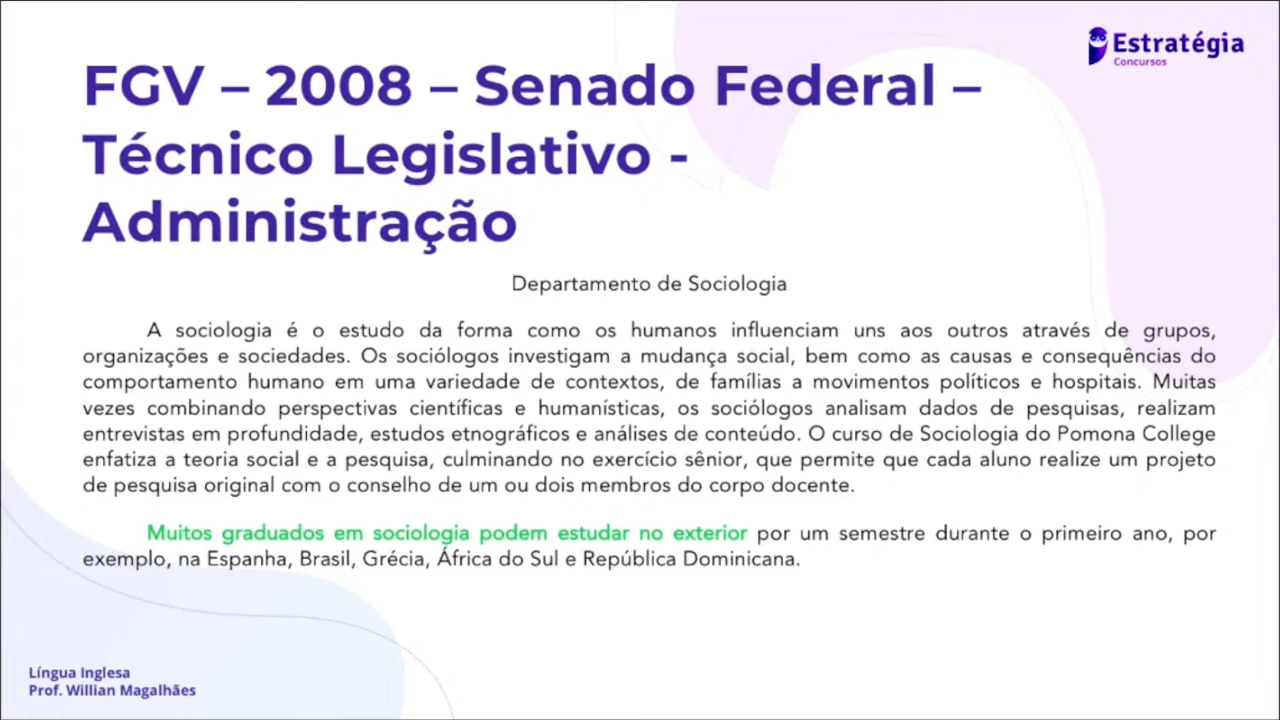 Estratégia
Concursos
FGV – 2008 – Senado Federal –
Técnico Legislativo -
Administração
Departamento de Sociologia
A sociologia é o estudo da forma como os humanos influenciam uns aos outros através de grupos,
organizações e sociedades. Os sociólogos investigam a mudança social, bem como as causas e consequências do
comportamento humano em uma variedade de contextos, de famílias a movimentos políticos e hospitais. Muitas
vezes combinando perspectivas científicas e humanísticas, os sociólogos analisam dados de pesquisas, realizam
entrevistas em profundidade, estudos etnográficos e análises de conteúdo. O curso de Sociologia do Pomona College
enfatiza a teoria social e a pesquisa, culminando no exercício sênior, que permite que cada aluno realize um projeto
de pesquisa original com o conselho de um ou dois membros do corpo docente.
Muitos graduados em sociologia podem estudar no exterior por um semestre durante o primeiro ano, por
exemplo, na Espanha, Brasil, Grécia, África do Sul e República Dominicana.
Língua Inglesa
Prof. Willian Magalhães